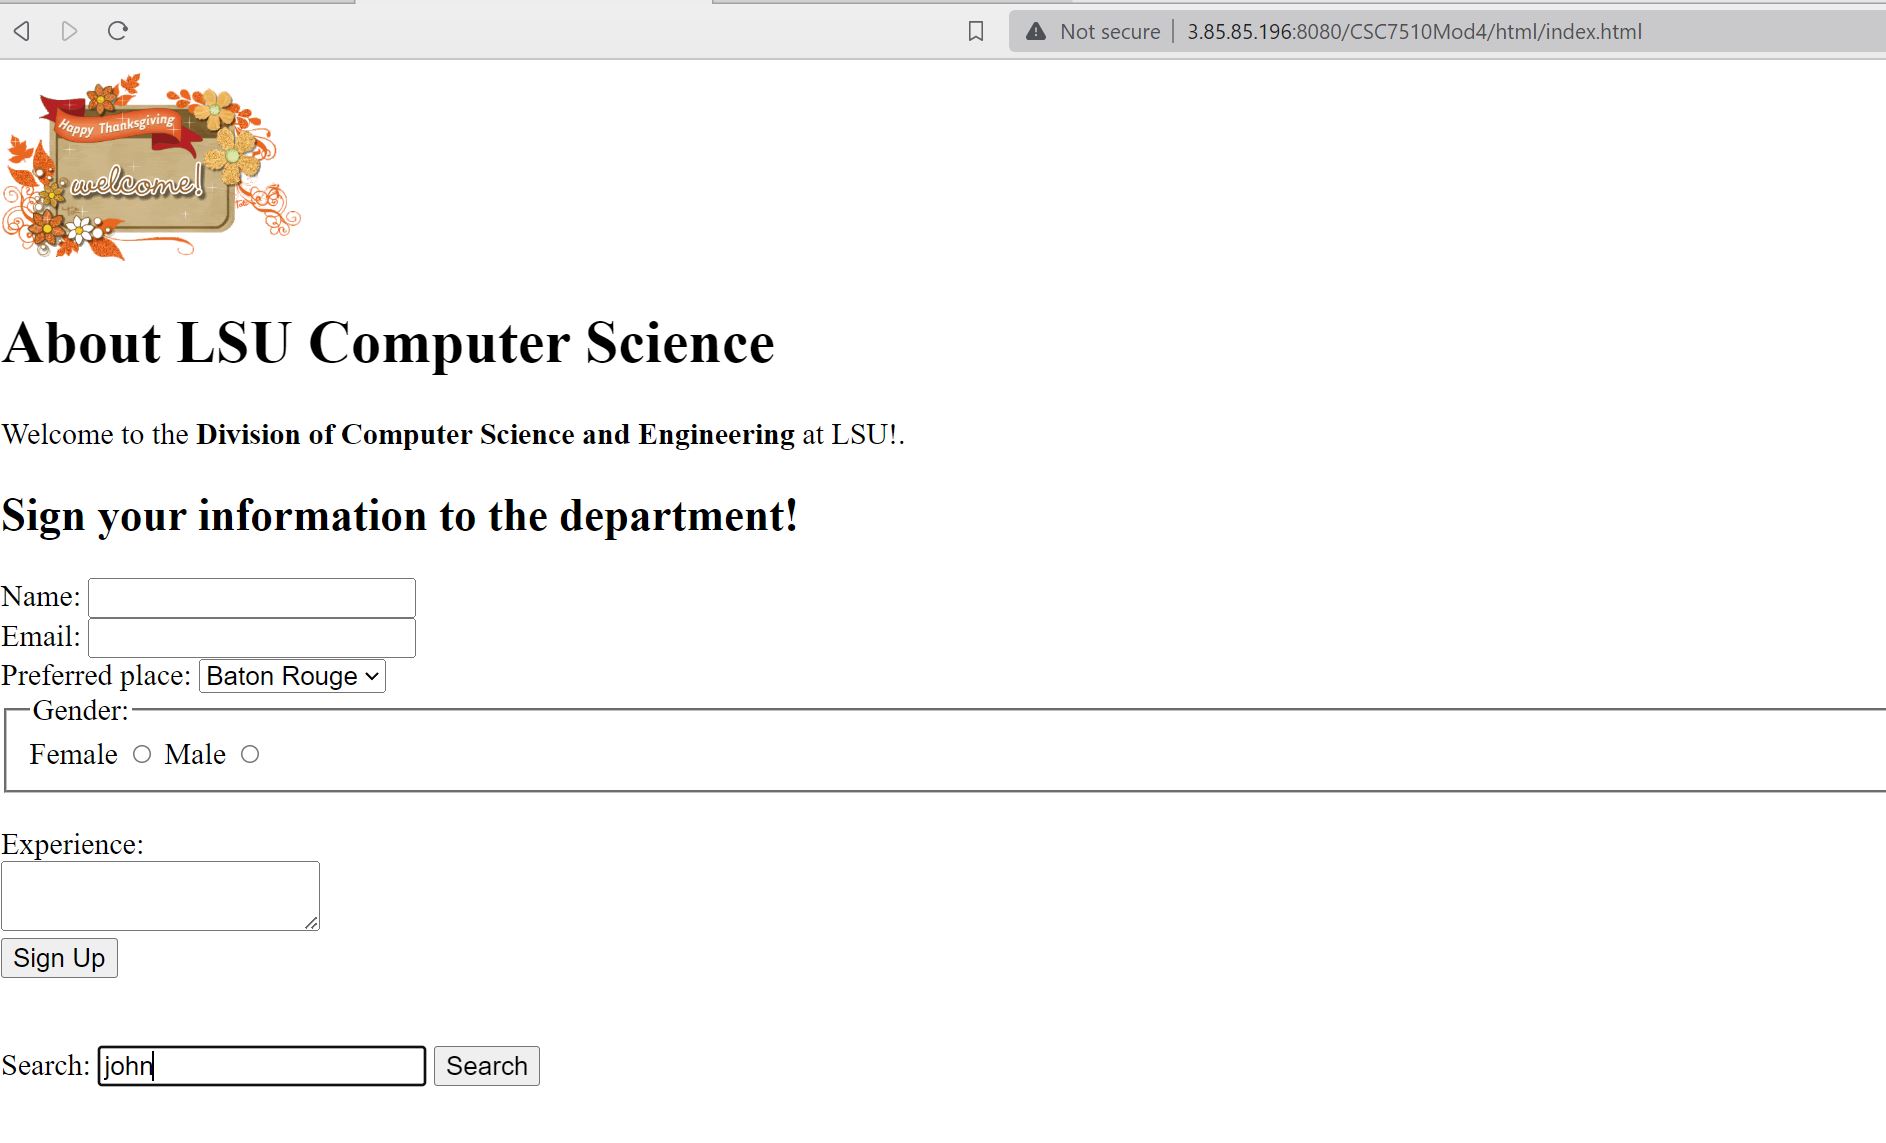 Not secure | 3.85.85.196:8080/CSC7510Mod4/html/index.html
Happy Thanksgiving
welcome!
About LSU Computer Science
Welcome to the Division of Computer Science and Engineering at LSU!.
Sign your information to the department!
Name:
Email:
Preferred place: Baton Rouge
Gender:
Female Male
Experience:
Sign Up
Search: john Search